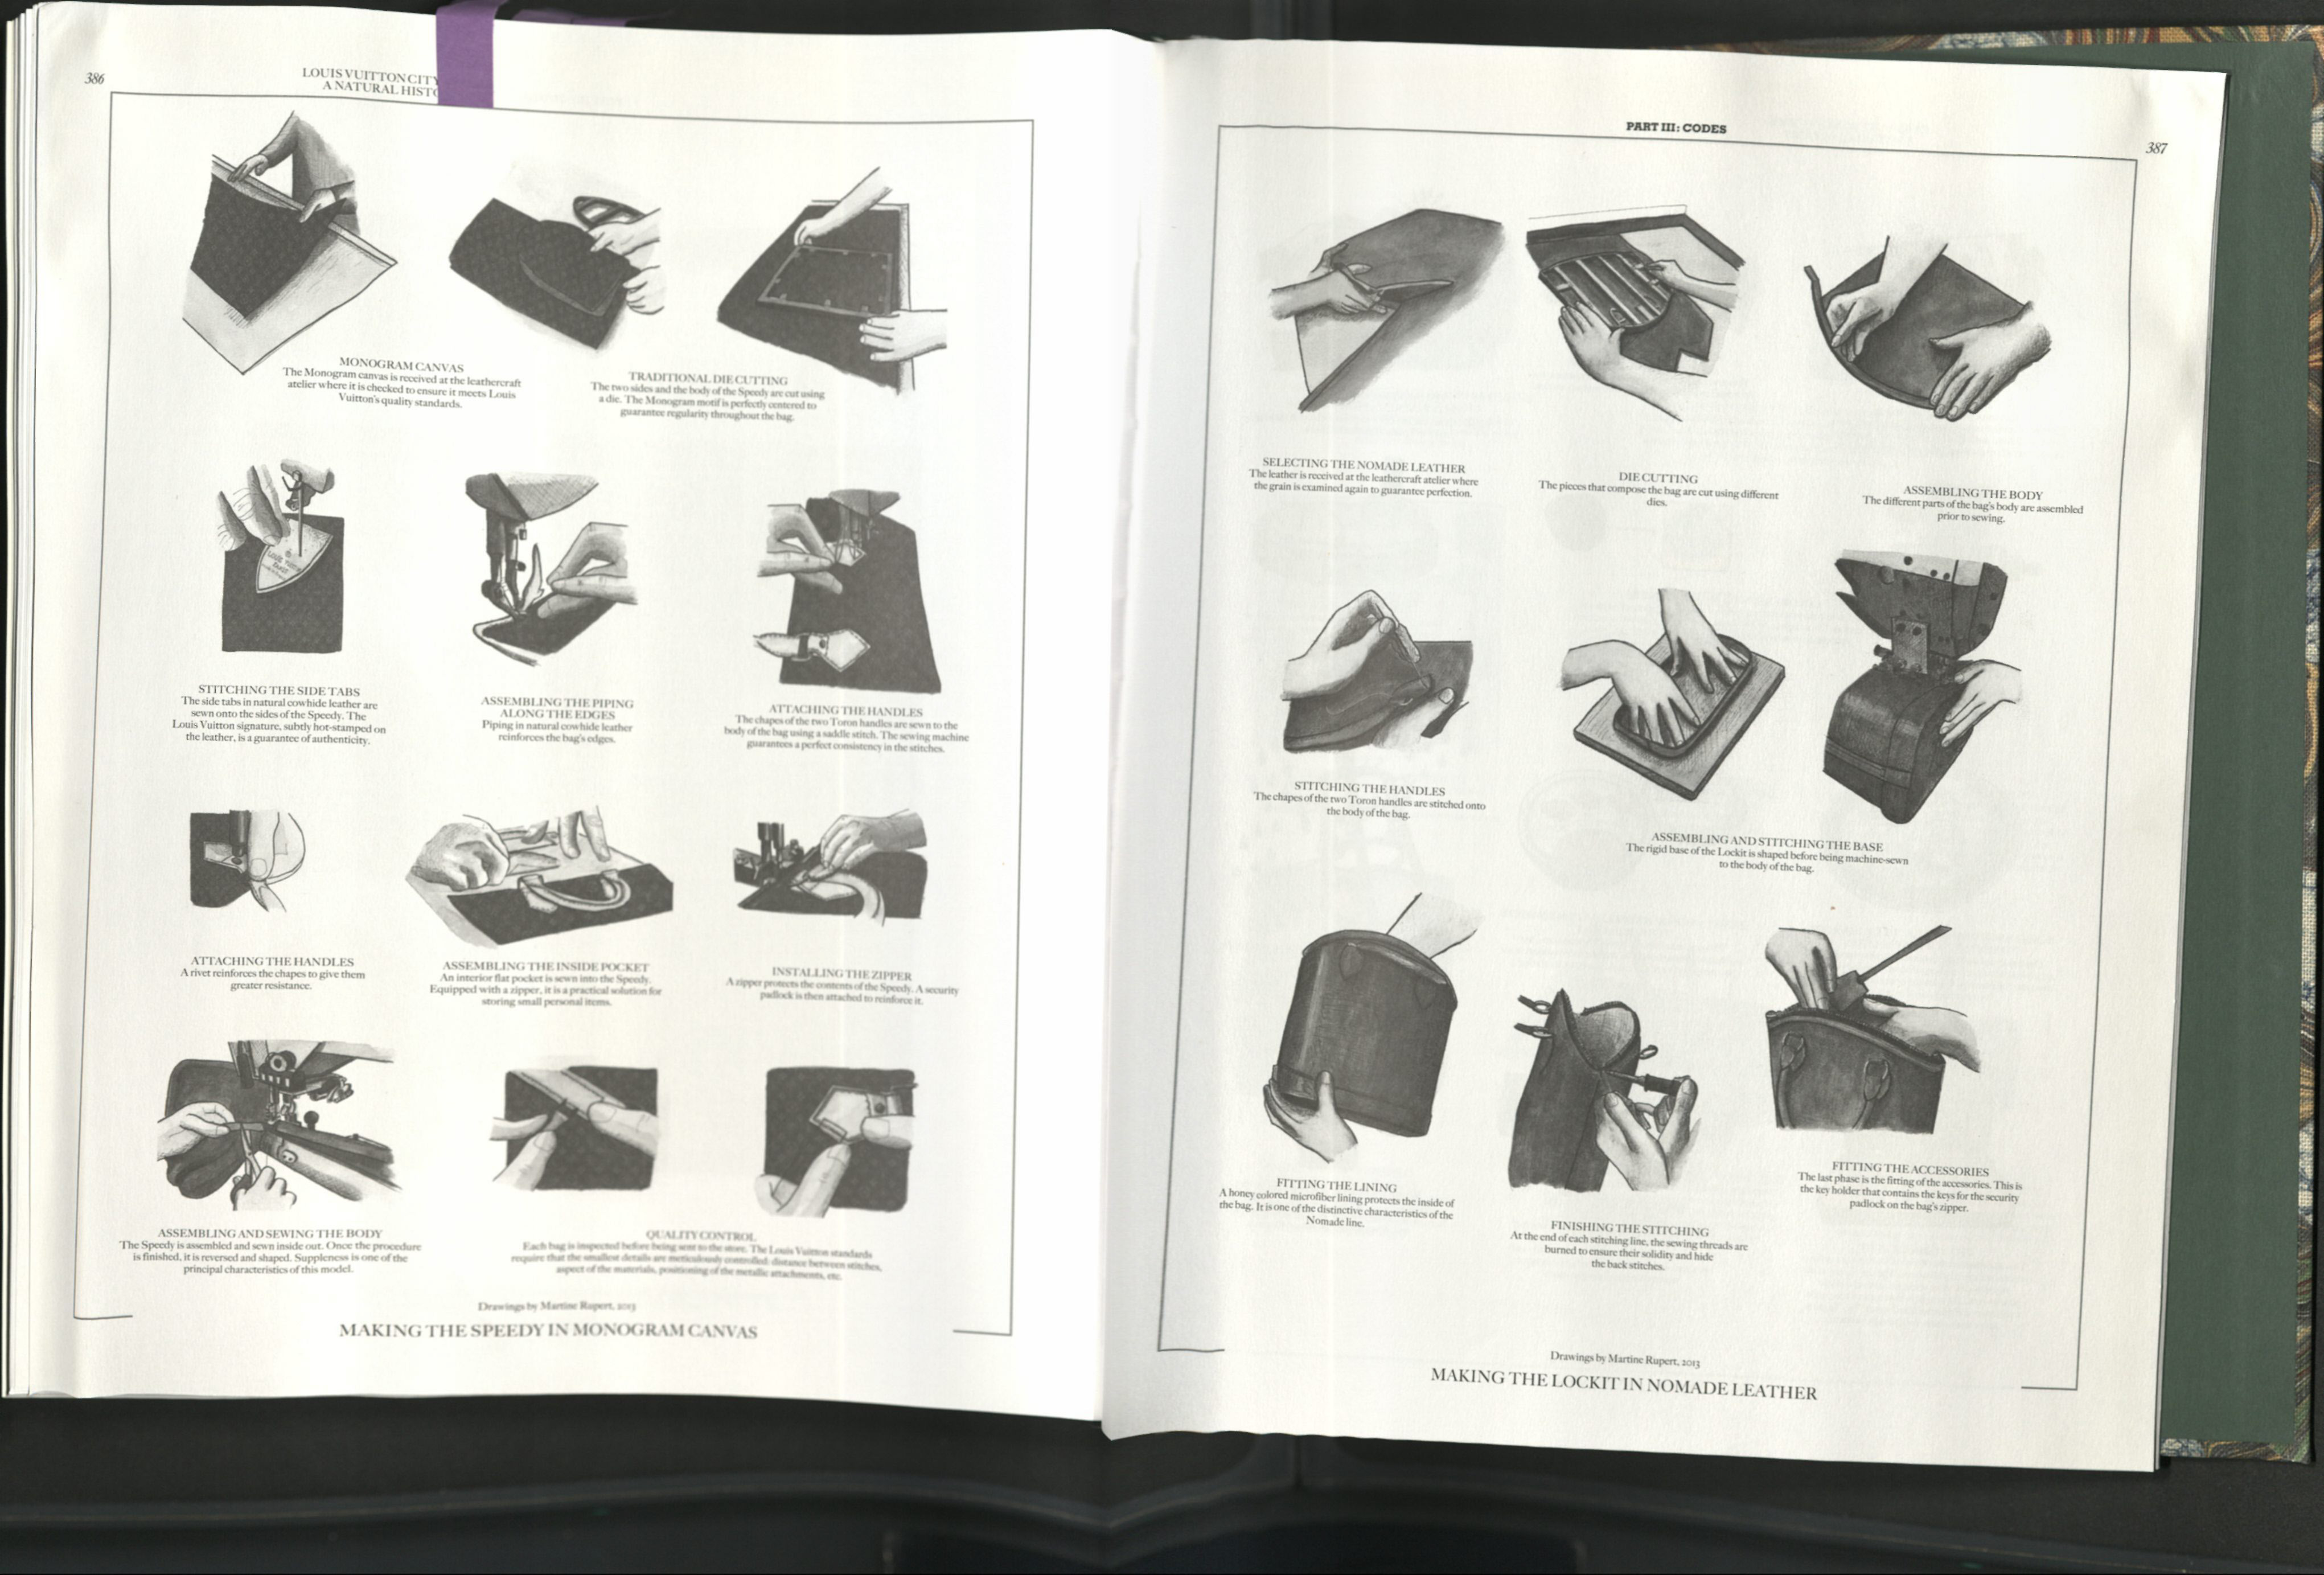 386
LOUIS VUITTON CITY
A NATURAL HISTO
MONOGRAM CANVAS
The Monogram canvas is received at the leathercraft
atelier where it is checked to ensure it meets Louis
Vuitton's quality standards.
TRADITIONAL DIE CUTTING
The two sides and the body of the Speedy are cut using
a die. The Monogram motif is perfectly centered to
guarantee regularity throughout the bag.
LOUIS VUITTON
PARIS
STITCHING THE SIDE TABS
The side tabs in natural cowhide leather are
sewn onto the sides of the Speedy. The
Louis Vuitton signature, subtly hot-stamped on
the leather, is a guarantee of authenticity.
ASSEMBLING THE PIPING
ALONG THE EDGES
Piping in natural cowhide leather
reinforces the bag's edges.
ATTACHING THE HANDLES
The chapes of the two Toron handles are sewn to the
body of the bag using a saddle stitch. The sewing machine
guarantees a perfect consistency in the stitches.
ATTACHING THE HANDLES
A rivet reinforces the chapes to give them
greater resistance.
ASSEMBLING THE INSIDE POCKET
An interior flat pocket is sewn into the Speedy.
Equipped with a zipper, it is a practical solution for
storing small personal items.
INSTALLING THE ZIPPER
A zipper protects the contents of the Speedy. A security
padlock is then attached to reinforce it.
ASSEMBLING AND SEWING THE BODY
The Speedy is assembled and sewn inside out. Once the procedure
is finished, it is reversed and shaped. Suppleness is one of the
principal characteristics of this model.
QUALITY CONTROL
Each bag is inspected before being sent to the store. The Louis Vuitton standards
require that the smallest details are meticulously controlled: distance between stitches,
aspect of the materials, positioning of the metallic attachments, etc.
Drawings by Martine Rupert, 2013
MAKING THE SPEEDY IN MONOGRAM CANVAS
PART III: CODES
387
SELECTING THE NOMADE LEATHER
The leather is received at the leathercraft atelier where
the grain is examined again to guarantee perfection.
DIE CUTTING
The pieces that compose the bag are cut using different
dies.
ASSEMBLING THE BODY
The different parts of the bag's body are assembled
prior to sewing.
STITCHING THE HANDLES
The chapes of the two Toron handles are stitched onto
the body of the bag.
ASSEMBLING AND STITCHING THE BASE
The rigid base of the Lockit is shaped before being machine-sewn
to the body of the bag.
FITTING THE LINING
A honey colored microfiber lining protects the inside of
the bag. It is one of the distinctive characteristics of the
Nomade line.
FINISHING THE STITCHING
At the end of each stitching line, the sewing threads are
burned to ensure their solidity and hide
the back stitches.
FITTING THE ACCESSORIES
The last phase is the fitting of the accessories. This is
the key holder that contains the keys for the security
padlock on the bag's zipper.
Drawings by Martine Rupert, 2013
MAKING THE LOCKIT IN NOMADE LEATHER